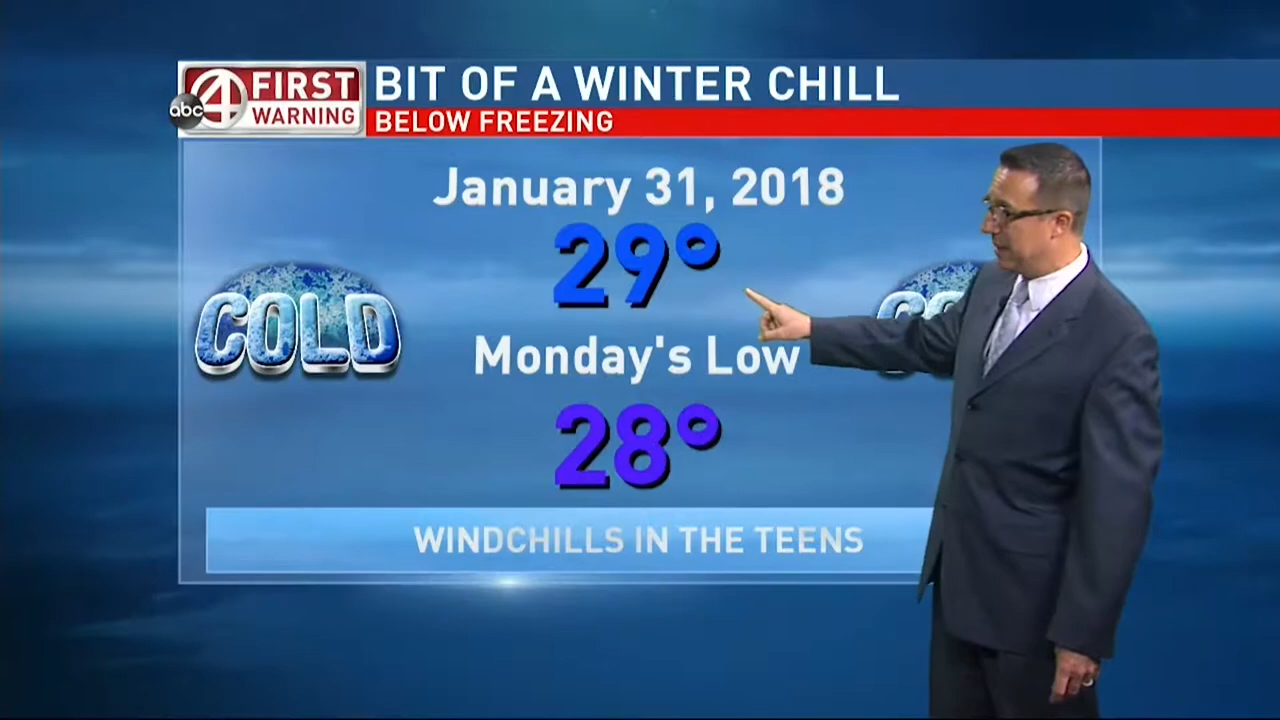 abc 4 FIRST WARNING
BIT OF A WINTER CHILL
BELOW FREEZING
January 31, 2018
29°
COLD
CO
Monday's Low
28°
WINDCHILLS IN THE TEENS